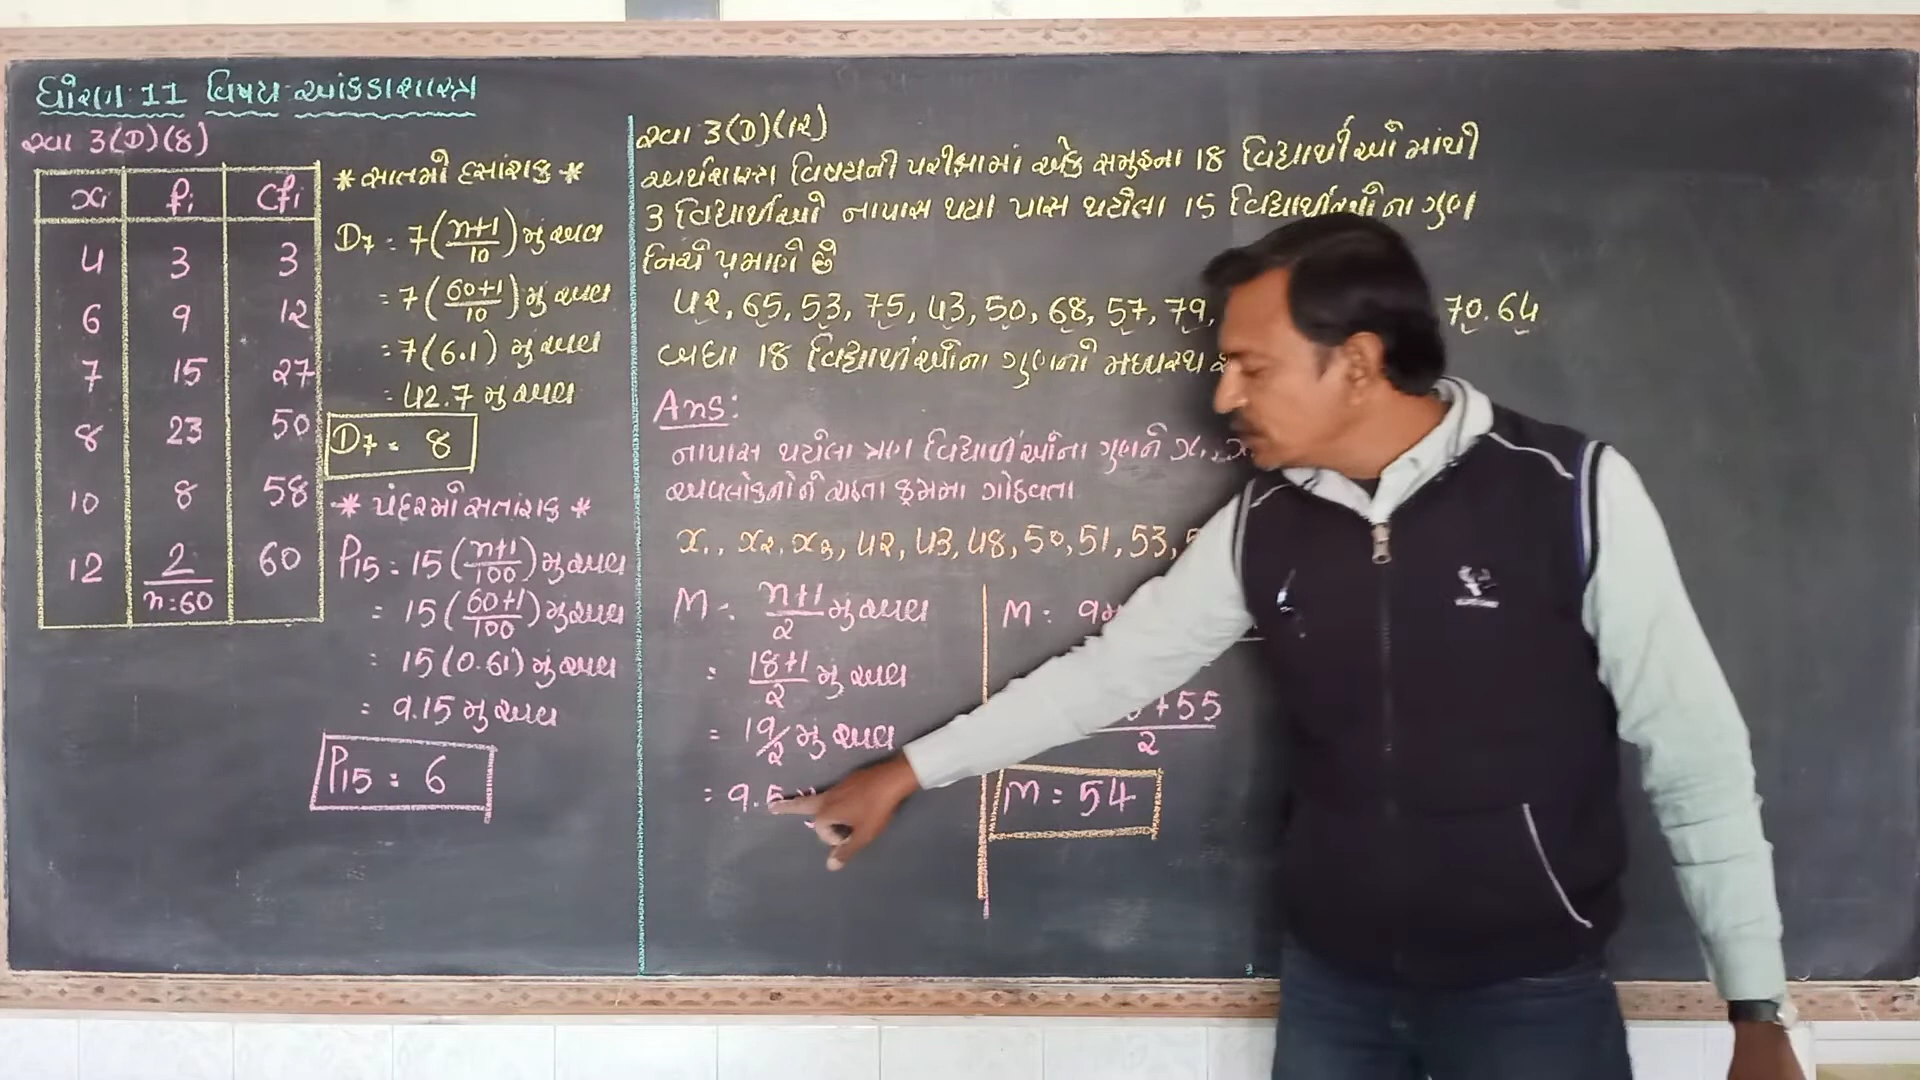 ધોરણ 11 વિષય-આંકડાશાસ્ત્ર
સ્વા 3(D)(8)
xi fi cfi
4 3 3
6 9 12
7 15 27
8 23 50
10 8 58
12 2 60
n=60
* સાતમો દશાંશક *
D7 = 7(n+1/10) મું અવલ
= 7(60+1/10) મું અવલ
= 7(6.1) મું અવલ
= 42.7 મું અવલ
D7 = 8
* પંદરમો શતાંશક *
P15 = 15(n+1/100) મું અવલ
= 15(60+1/100) મું અવલ
= 15(0.61) મું અવલ
= 9.15 મું અવલ
P15 = 6
સ્વા 3(D)(12)
અર્થશાસ્ત્ર વિષયની પરીક્ષામાં એક સમુહના 18 વિદ્યાર્થીઓ માંથી
3 વિદ્યાર્થીઓ નાપાસ થયા પાસ થયેલા 15 વિદ્યાર્થીઓના ગુણ
નિચે પ્રમાણે છે
42, 65, 53, 75, 43, 50, 68, 57, 79, 70, 64
બધા 18 વિદ્યાર્થીઓના ગુણનો મધ્યસ્થ
Ans:
નાપાસ થયેલા ત્રણ વિદ્યાર્થીઓના ગુણને x1,
અવલોકનોને ચડતા ક્રમમા ગોઠવતા
x1, x2, x3, 42, 43, 48, 50, 51, 53,
M = n+1/2 મું અવલ
= 18+1/2 મું અવલ
= 19/2 મું અવલ
= 9.5
M = 9
+55
2
M = 54